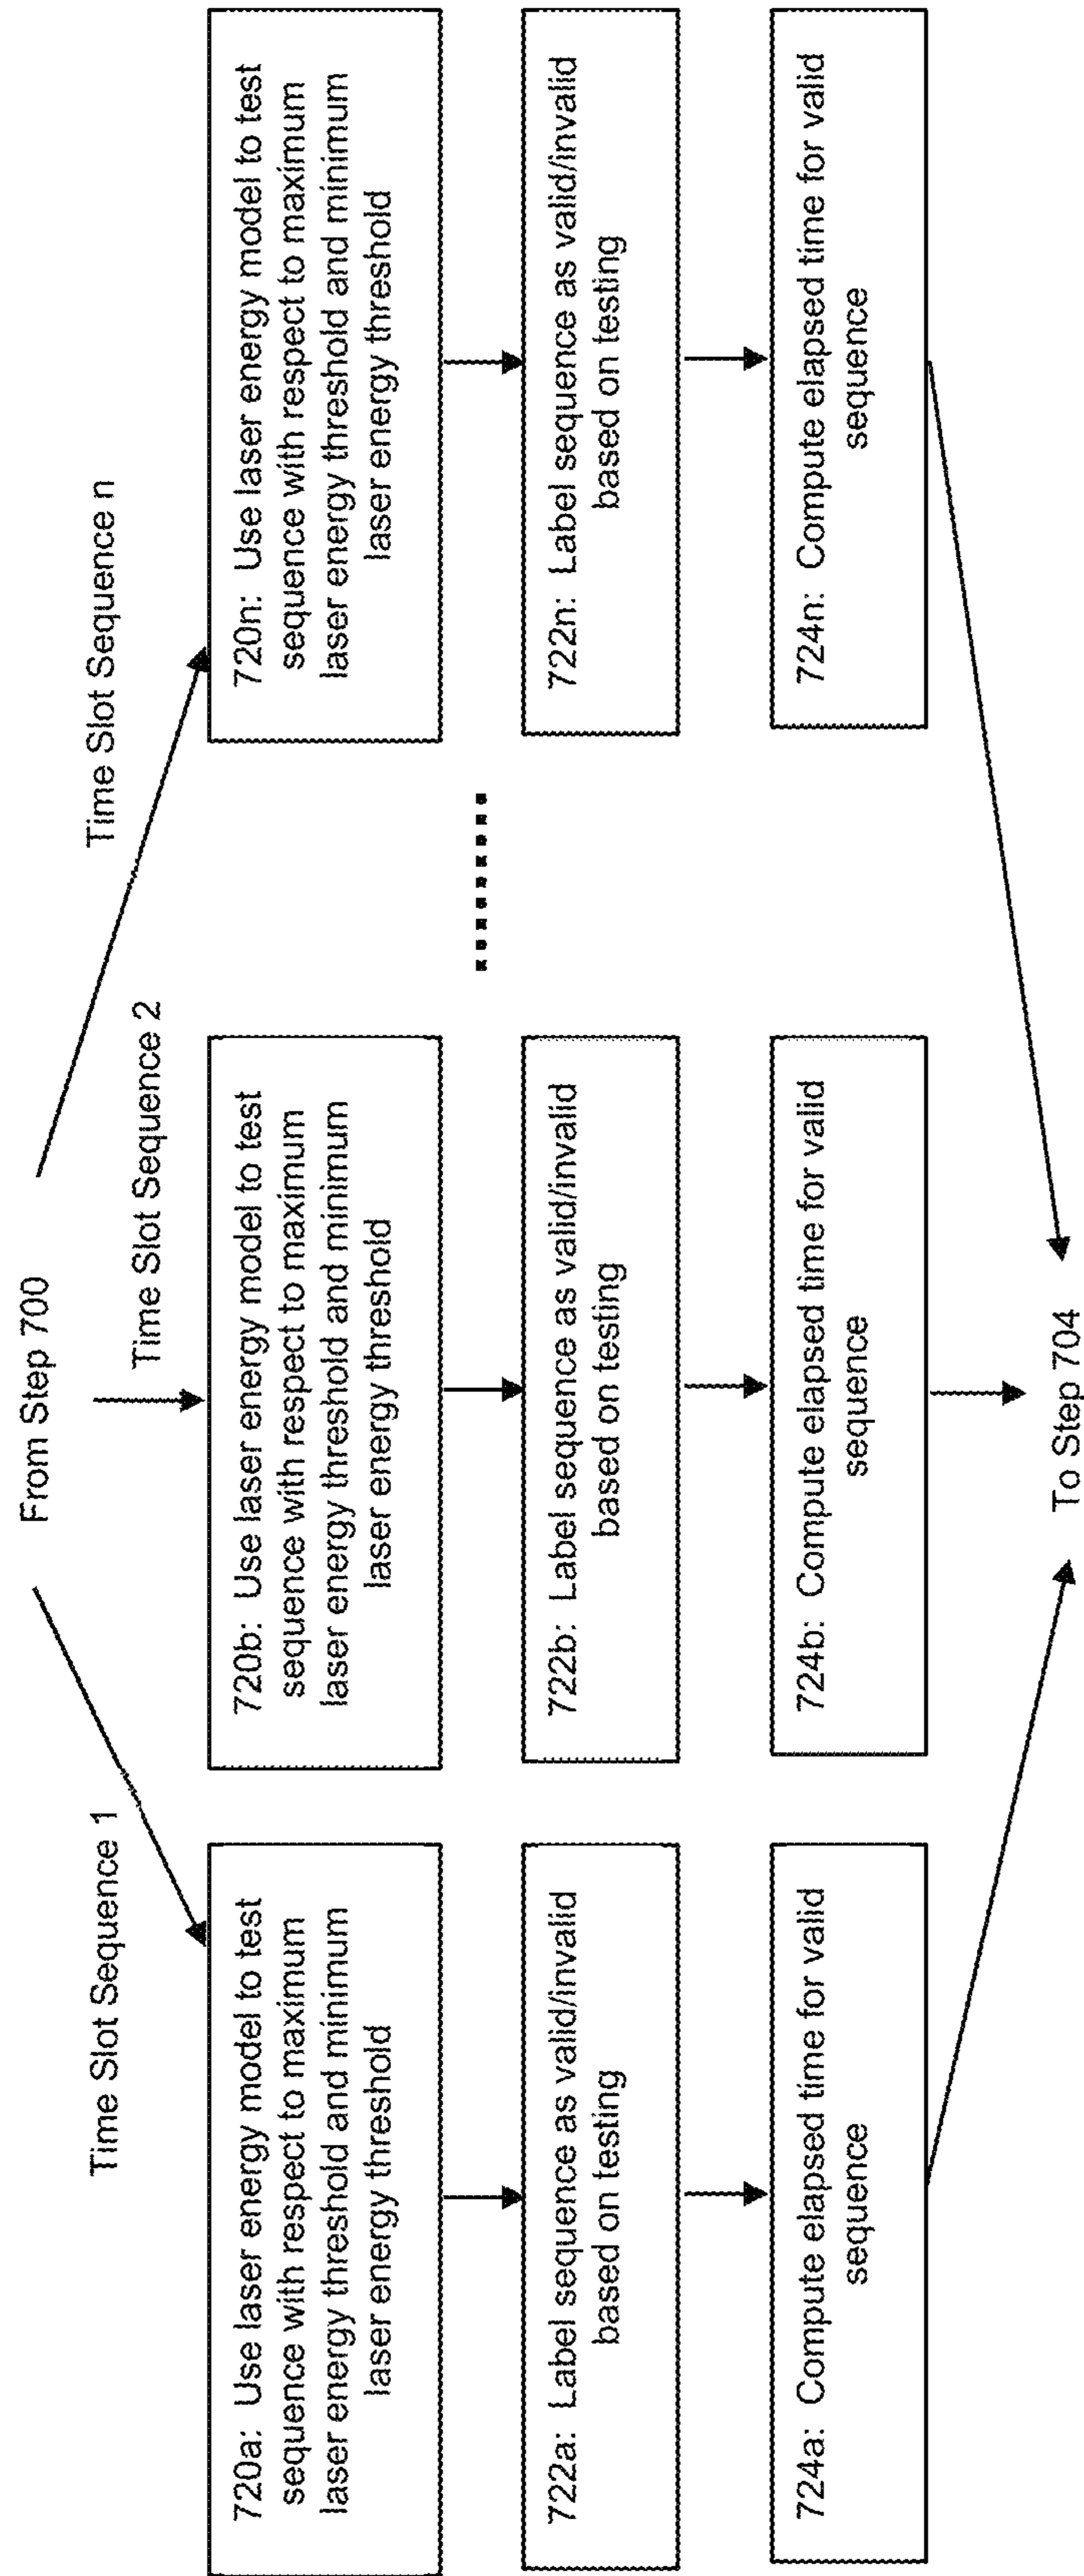 From Step 700
Time Slot Sequence 1
Time Slot Sequence 2
Time Slot Sequence n
720a: Use laser energy model to test
sequence with respect to maximum
laser energy threshold and minimum
laser energy threshold
722a: Label sequence as valid/invalid
based on testing
724a: Compute elapsed time for valid
sequence
720b: Use laser energy model to test
sequence with respect to maximum
laser energy threshold and minimum
laser energy threshold
722b: Label sequence as valid/invalid
based on testing
724b: Compute elapsed time for valid
sequence
720n: Use laser energy model to test
sequence with respect to maximum
laser energy threshold and minimum
laser energy threshold
722n: Label sequence as valid/invalid
based on testing
724n: Compute elapsed time for valid
sequence
To Step 704